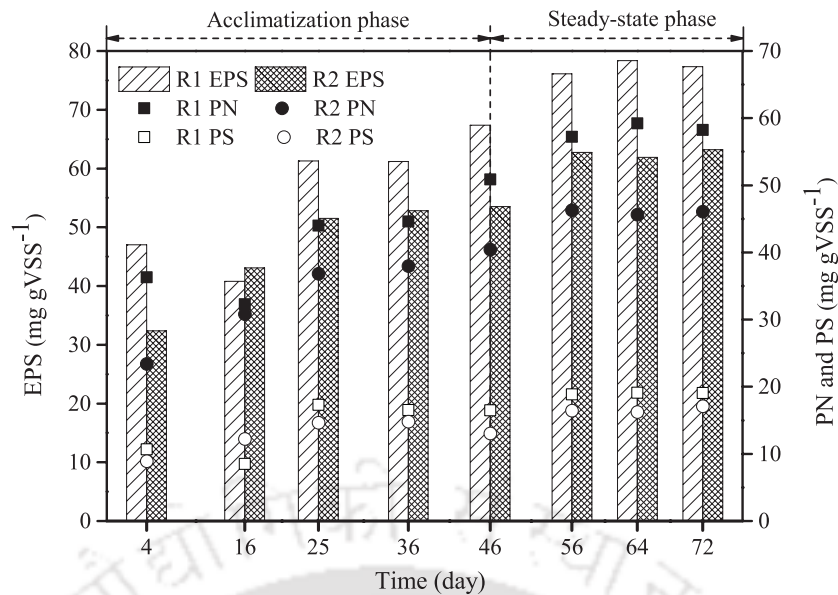 Acclimatization phase Steady-state phase
80 70
R1 EPS R2 EPS
70 R1 PN R2 PN 60
R1 PS R2 PS
60 50
50
40
40
30
30
20
20
10 10
0 0
4 16 25 36 46 56 64 72
Time (day)
EPS (mg gVSS⁻¹)
PN and PS (mg gVSS⁻¹)